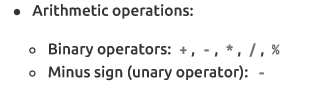 • Arithmetic operations:
◦ Binary operators: +, -, *, /, %
◦ Minus sign (unary operator): -